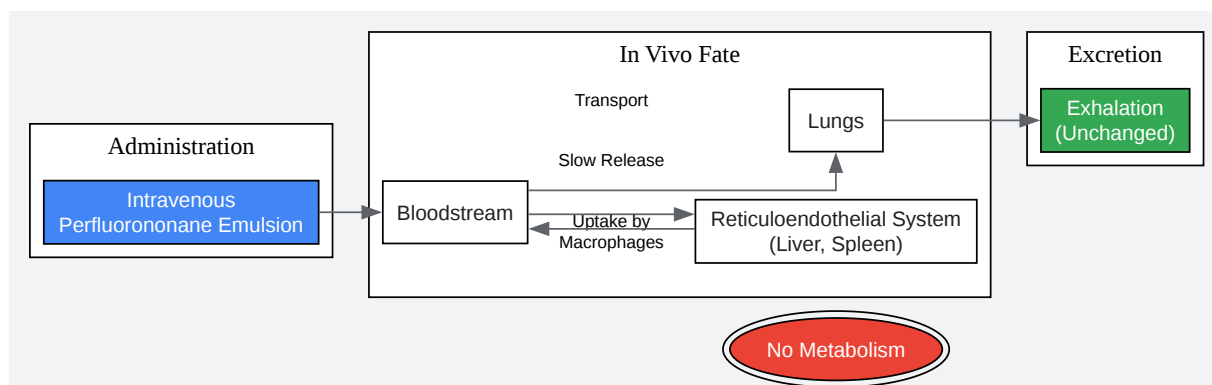 Administration
Intravenous
Perfluorononane Emulsion
In Vivo Fate
Transport
Slow Release
Bloodstream
Uptake by
Macrophages
Lungs
Reticuloendothelial System
(Liver, Spleen)
Excretion
Exhalation
(Unchanged)
No Metabolism